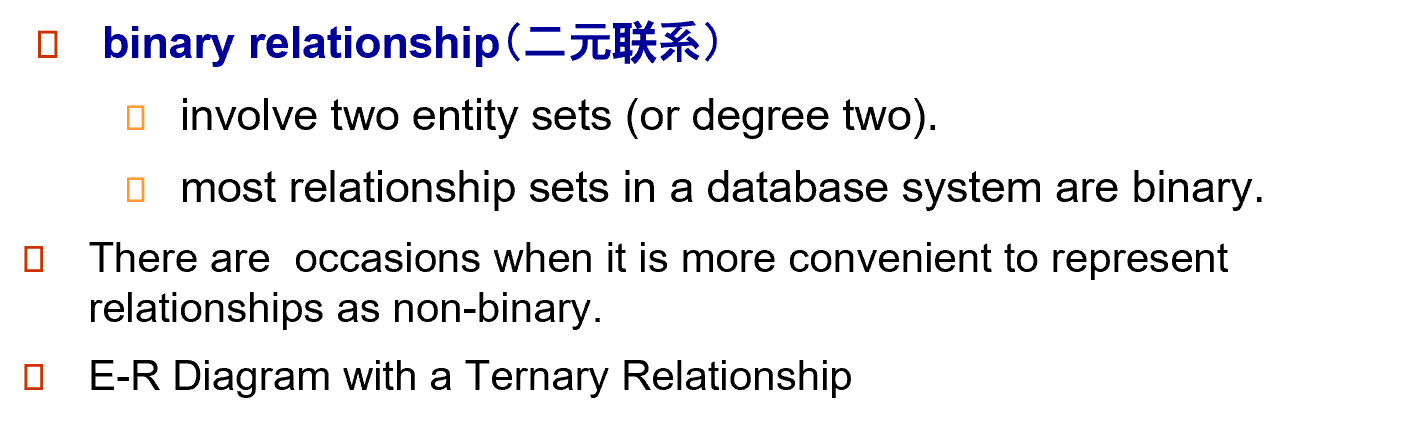 binary relationship（二元联系）
involve two entity sets (or degree two).
most relationship sets in a database system are binary.
There are  occasions when it is more convenient to represent
relationships as non-binary.
E-R Diagram with a Ternary Relationship